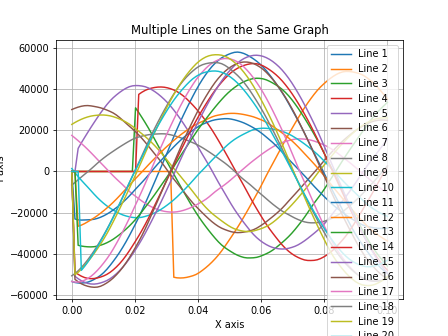 Multiple Lines on the Same Graph
60000
40000
20000
0
−20000
−40000
−60000
0.00
0.02
0.04
0.06
0.08
X axis
axis
Line 1
Line 2
Line 3
Line 4
Line 5
Line 6
Line 7
Line 8
Line 9
Line 10
Line 11
Line 12
Line 13
Line 14
Line 15
Line 16
Line 17
Line 18
Line 19
Line 20